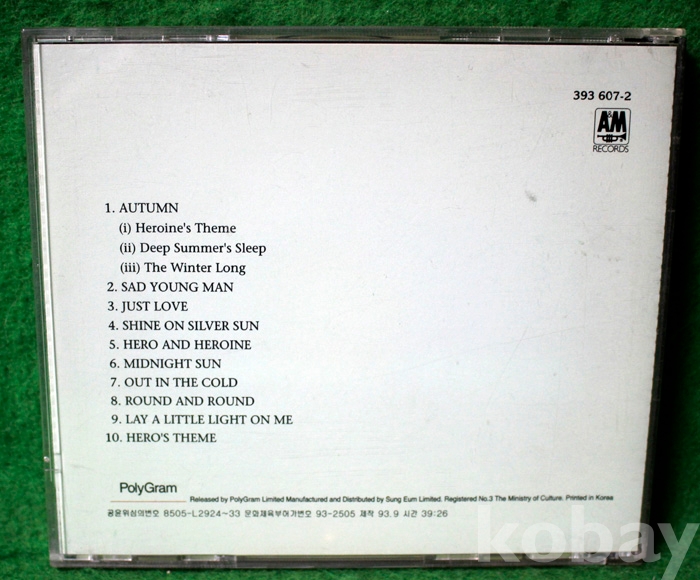 393 607-2
A&M
RECORDS
1. AUTUMN
(i) Heroine's Theme
(ii) Deep Summer's Sleep
(iii) The Winter Long
2. SAD YOUNG MAN
3. JUST LOVE
4. SHINE ON SILVER SUN
5. HERO AND HEROINE
6. MIDNIGHT SUN
7. OUT IN THE COLD
8. ROUND AND ROUND
9. LAY A LITTLE LIGHT ON ME
10. HERO'S THEME
PolyGram
Released by PolyGram Limited Manufactured and Distributed by Sung Eum Limited. Registered No.3 The Ministry of Culture. Printed in Korea
공윤위심의번호 8505-L2924~33 문화체육부허가번호 93-2505 제작 93.9 시간 39:26
kobay